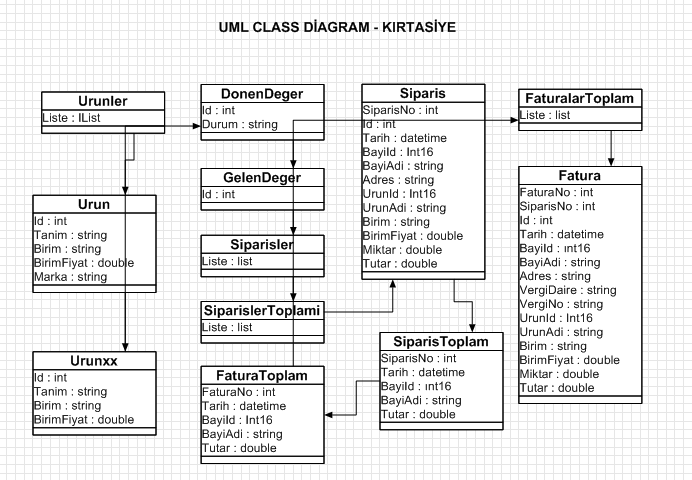 UML CLASS DİAGRAM - KIRTASİYE
Urunler
Liste : IList
Urun
Id : int
Tanim : string
Birim : string
BirimFiyat : double
Marka : string
Urunxx
Id : int
Tanim : string
Birim : string
BirimFiyat : double
DonenDeger
Id : int
Durum : string
GelenDeger
Id : int
Siparisler
Liste : list
SiparislerToplami
Liste : list
FaturaToplam
FaturaNo : int
Tarih : datetime
BayiId : Int16
BayiAdi : string
Tutar : double
Siparis
SiparisNo : int
Id : int
Tarih : datetime
BayiId : Int16
BayiAdi : string
Adres : string
UrunId : Int16
UrunAdi : string
Birim : string
BirimFiyat : double
Miktar : double
Tutar : double
SiparisToplam
SiparisNo : int
Tarih : datetime
BayiId : ınt16
BayiAdi : string
Tutar : double
FaturalarToplam
Liste : list
Fatura
FaturaNo : int
SiparisNo : int
Id : int
Tarih : datetime
BayiId : ınt16
BayiAdi : string
Adres : string
VergiDaire : string
VergiNo : string
UrunId : Int16
UrunAdi : string
Birim : string
BirimFiyat : double
Miktar : double
Tutar : double